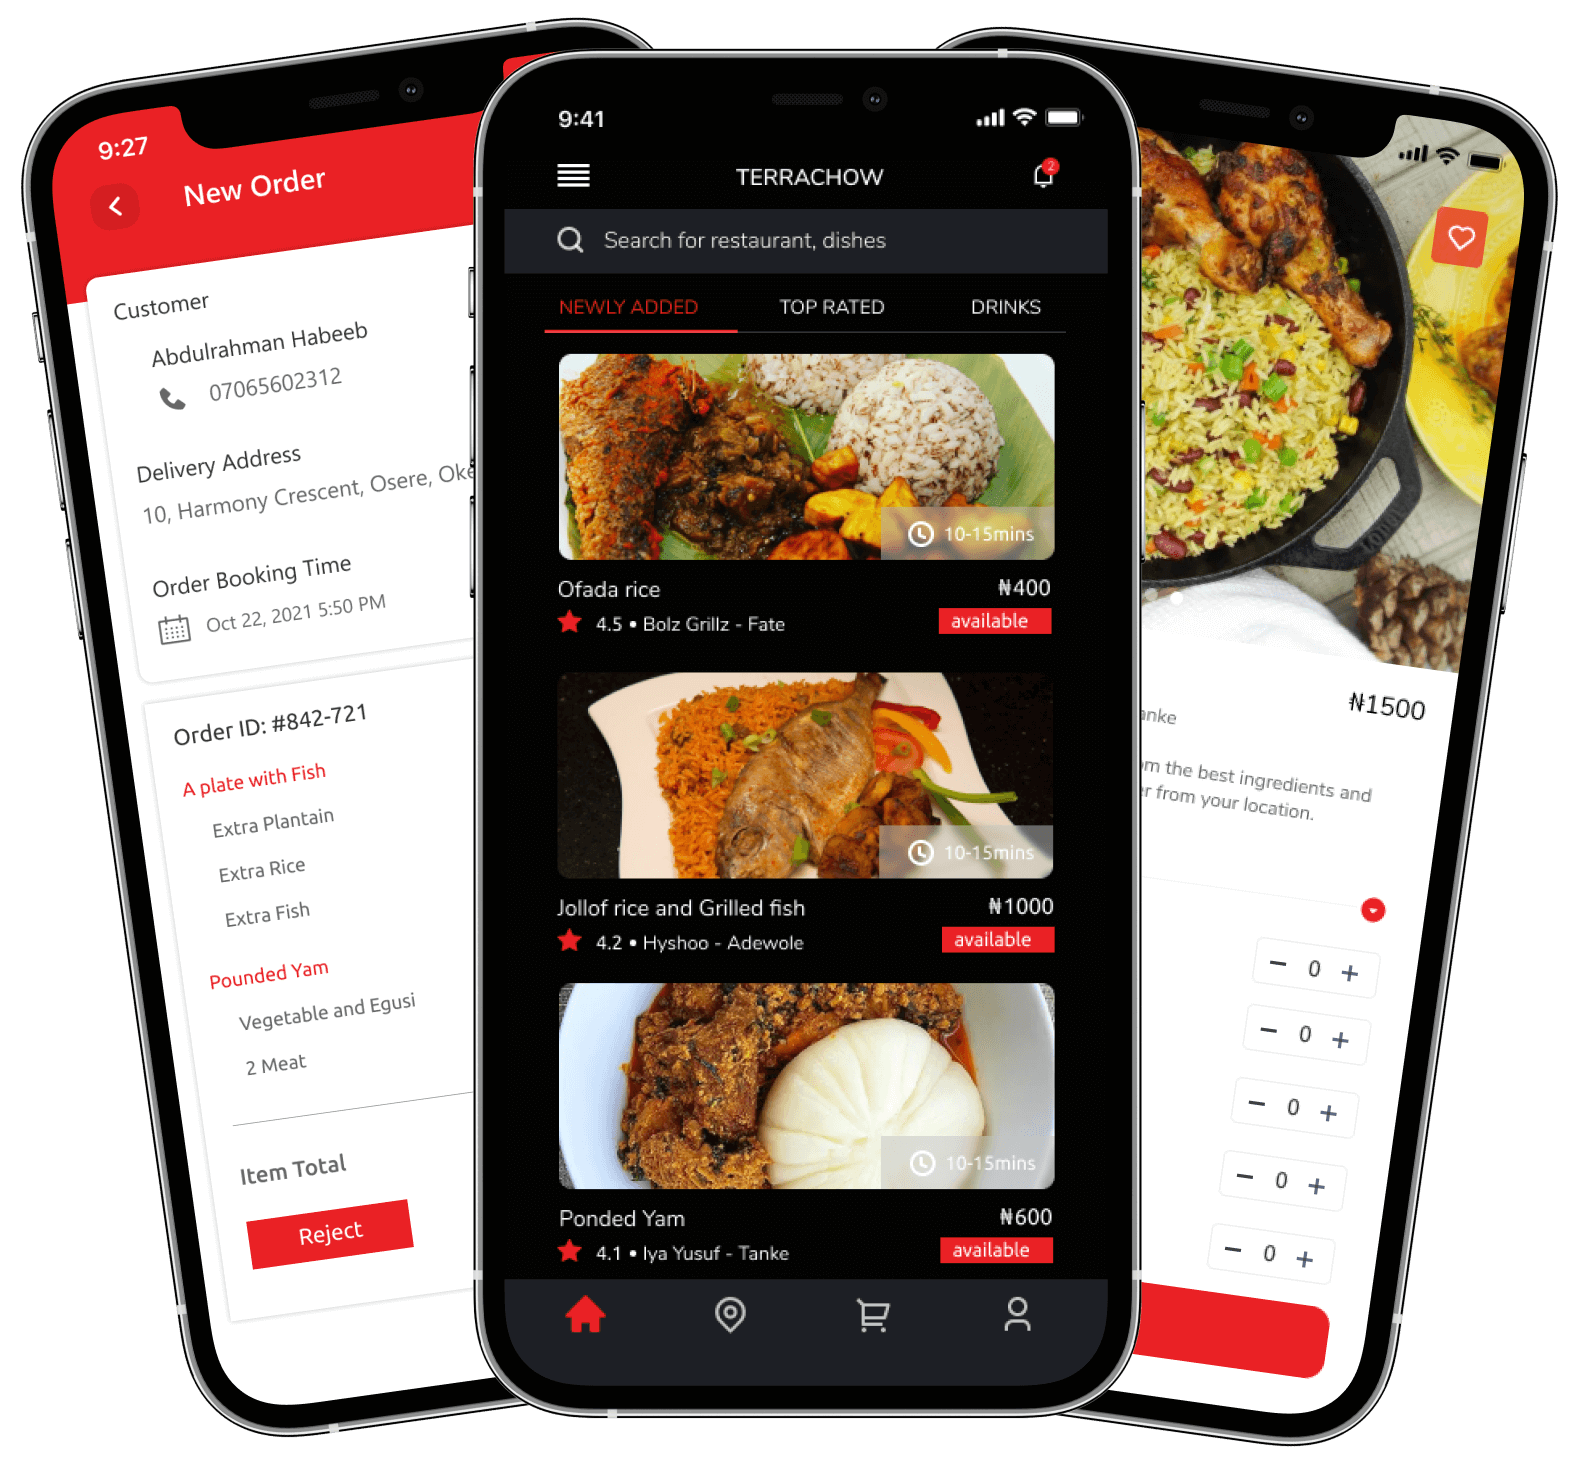 9:27
New Order
Customer
Abdulrahman Habeeb
07065602312
Delivery Address
10, Harmony Crescent, Osere, Oke
Order Booking Time
Oct 22, 2021 5:50 PM
Order ID: #842-721
A plate with Fish
Extra Plantain
Extra Rice
Extra Fish
Pounded Yam
Vegetable and Egusi
2 Meat
Item Total
Reject
9:41
TERRACHOW
2
Search for restaurant, dishes
NEWLY ADDED TOP RATED DRINKS
10-15mins
Ofada rice ₦400
4.5 • Bolz Grillz - Fate available
10-15mins
Jollof rice and Grilled fish ₦1000
4.2 • Hyshoo - Adewole available
10-15mins
Ponded Yam ₦600
4.1 • Iya Yusuf - Tanke available
₦1500
anke
om the best ingredients and
er from your location.
− 0 +
− 0 +
− 0 +
− 0 +
− 0 +